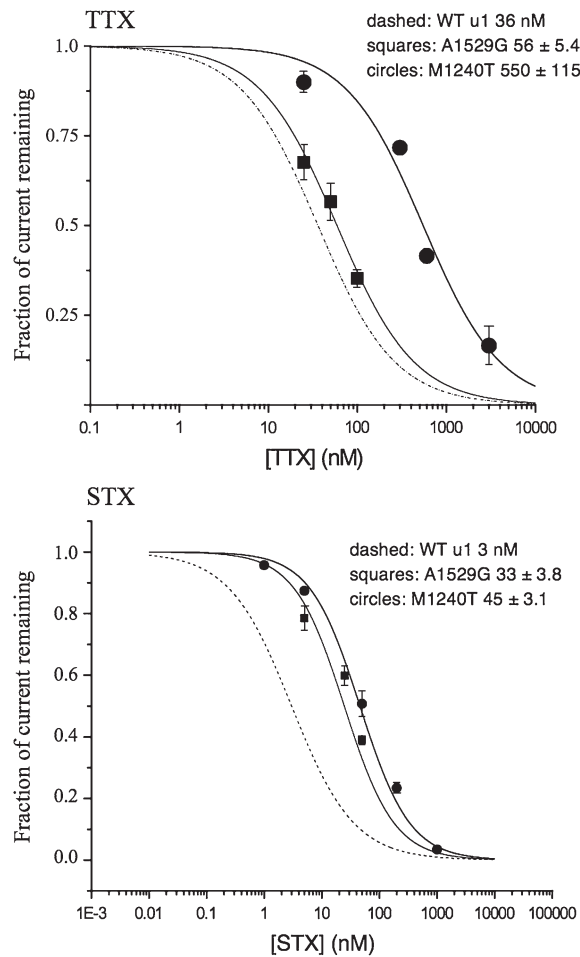 TTX
dashed: WT u1 36 nM
squares: A1529G 56 ± 5.4
circles: M1240T 550 ± 115
Fraction of current remaining
1.0
0.75
0.5
0.25
0.1 1 10 100 1000 10000
[TTX] (nM)
STX
dashed: WT u1 3 nM
squares: A1529G 33 ± 3.8
circles: M1240T 45 ± 3.1
Fraction of current remaining
1.0
0.8
0.6
0.4
0.2
0.0
1E-3 0.01 0.1 1 10 100 1000 10000 100000
[STX] (nM)